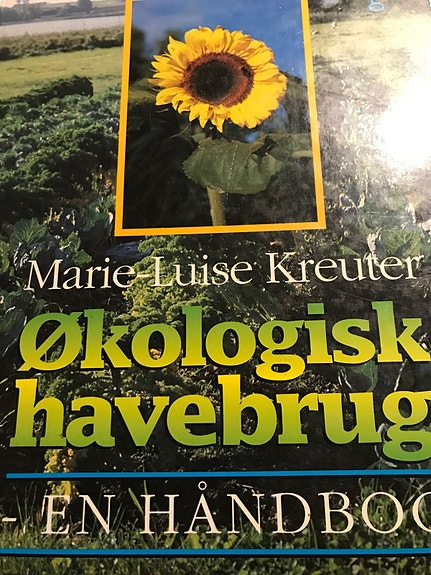 Marie-Luise Kreuter
Økologisk
havebrug
- EN HÅNDBOG